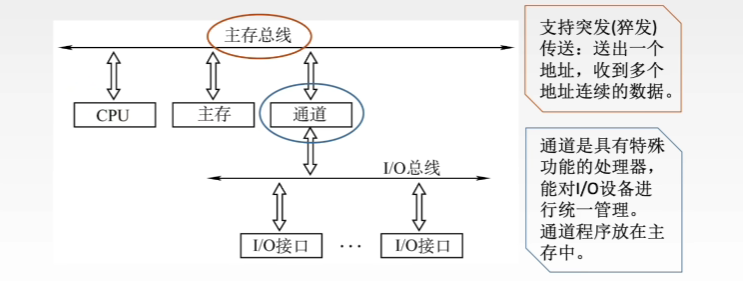 主存总线
CPU
主存
通道
I/O总线
I/O接口
···
I/O接口
支持突发(猝发)
传送：送出一个
地址，收到多个
地址连续的数据。
通道是具有特殊
功能的处理器，
能对I/O设备进
行统一管理。
通道程序放在主
存中。